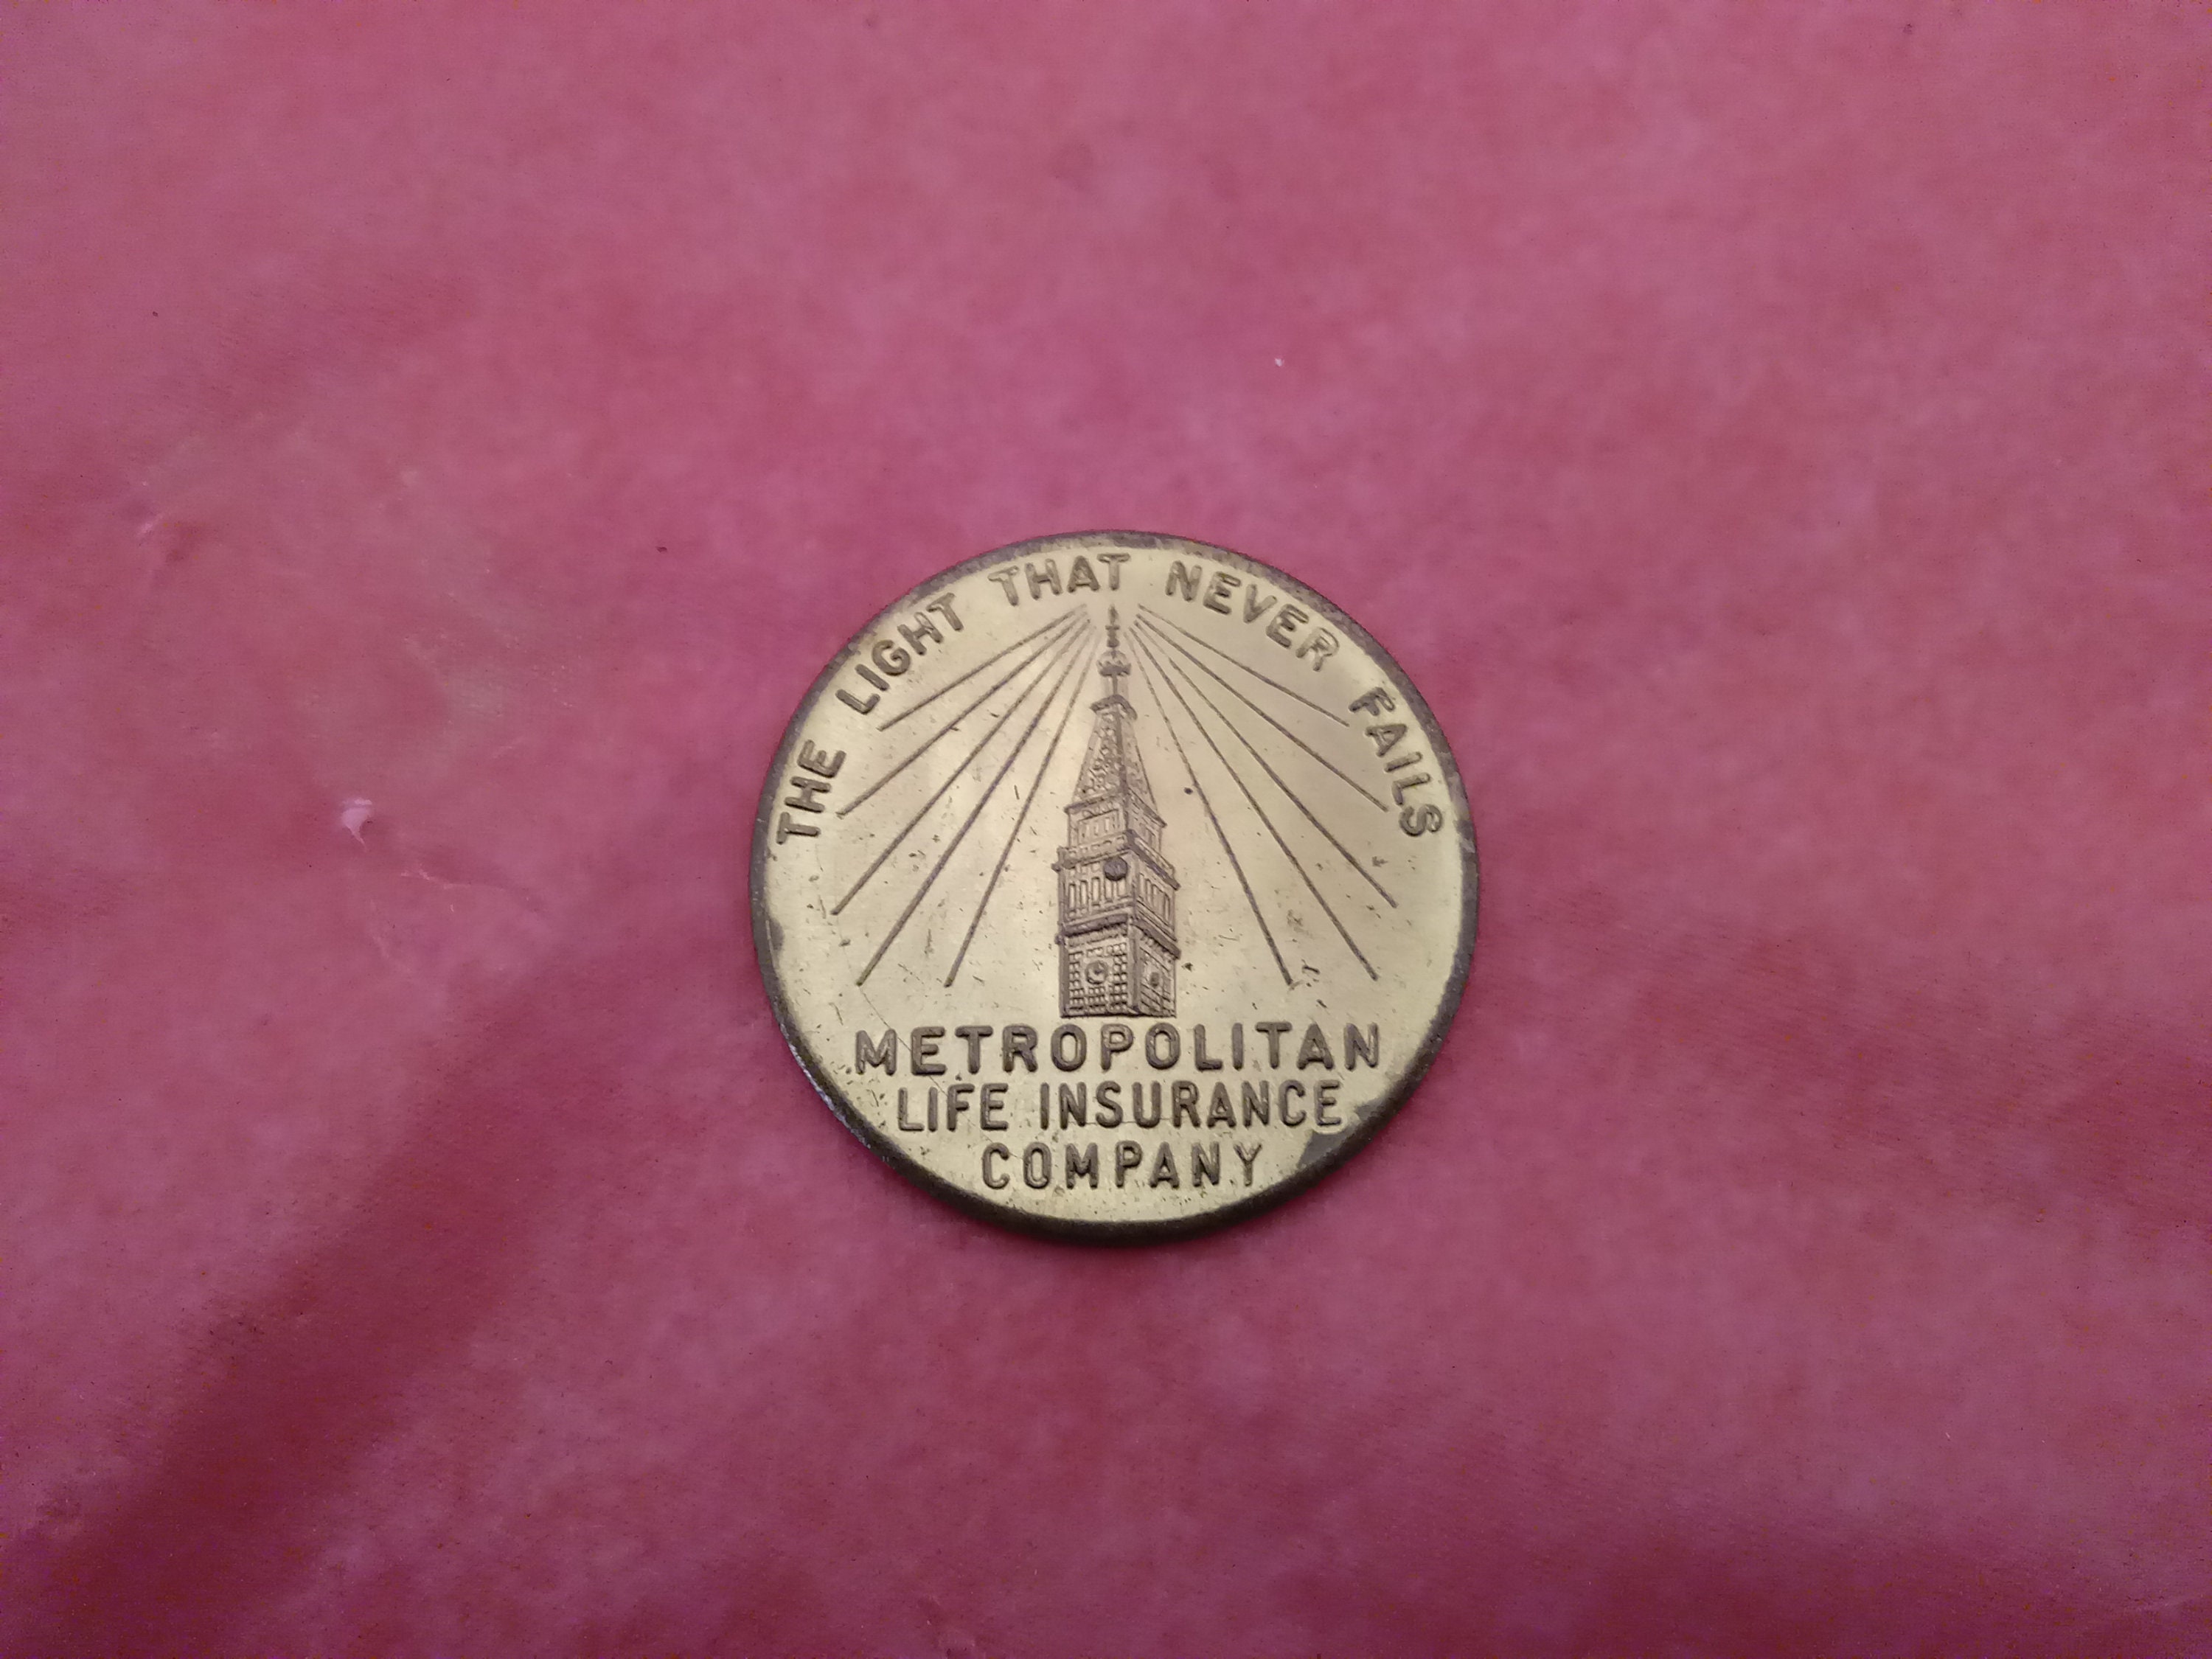 THE LIGHT THAT NEVER FAILS
METROPOLITAN
LIFE INSURANCE
COMPANY